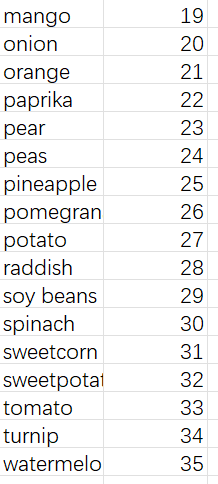 mango 19
onion 20
orange 21
paprika 22
pear 23
peas 24
pineapple 25
pomegran 26
potato 27
raddish 28
soy beans 29
spinach 30
sweetcorn 31
sweetpotat 32
tomato 33
turnip 34
watermelo 35